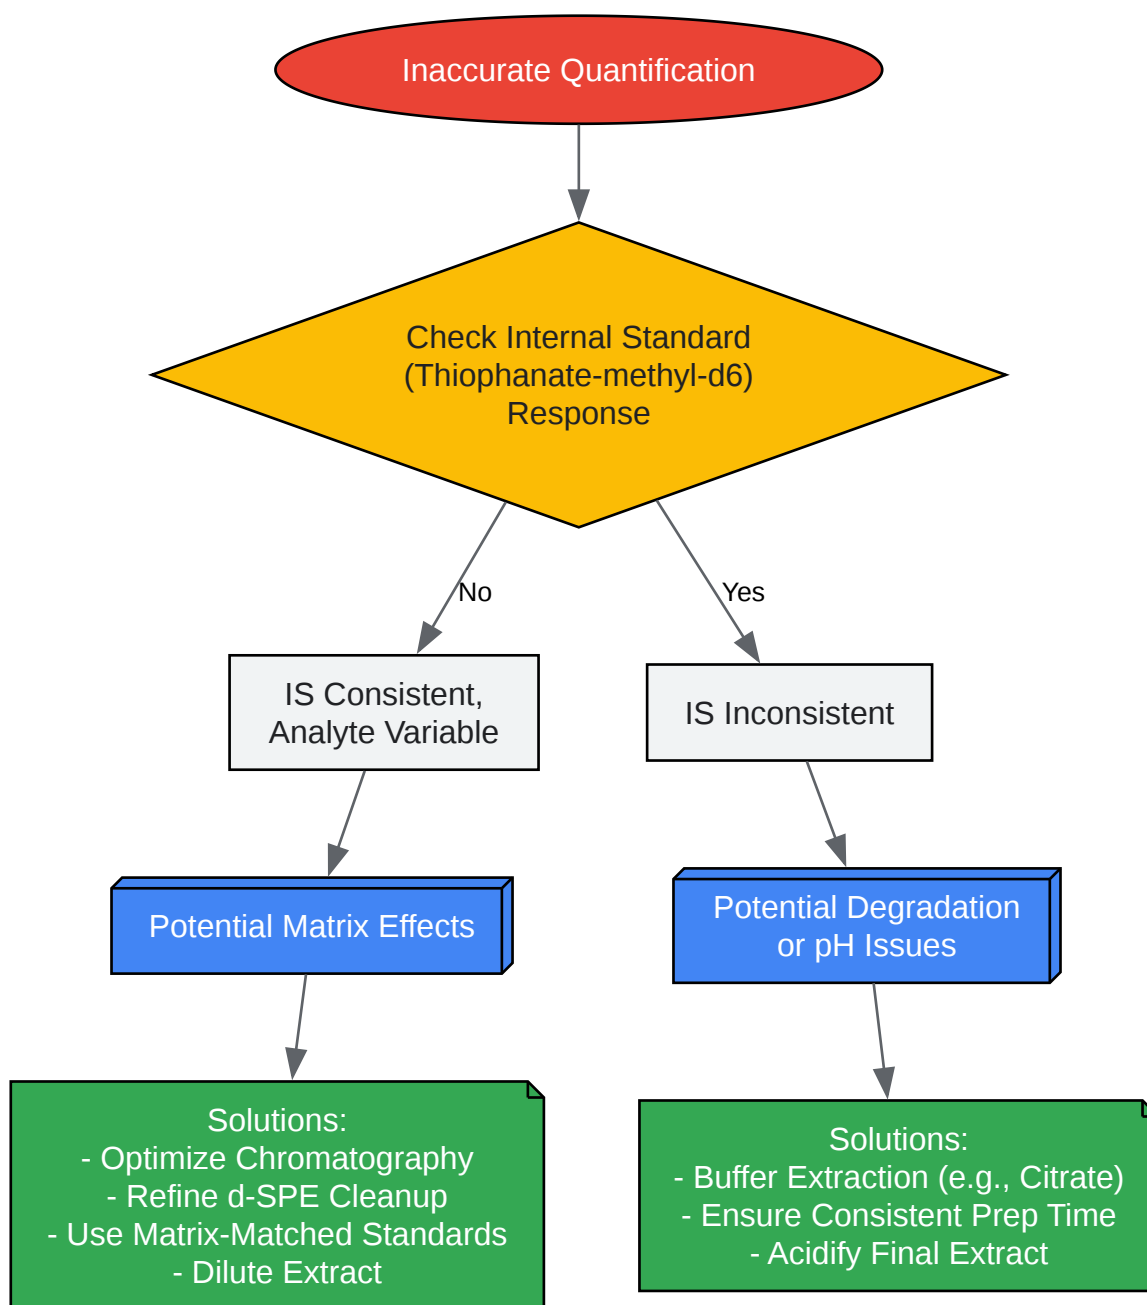 Inaccurate Quantification
Check Internal Standard
(Thiophanate-methyl-d6)
Response
No
Yes
IS Consistent,
Analyte Variable
IS Inconsistent
Potential Matrix Effects
Potential Degradation
or pH Issues
Solutions:
- Optimize Chromatography
- Refine d-SPE Cleanup
- Use Matrix-Matched Standards
- Dilute Extract
Solutions:
- Buffer Extraction (e.g., Citrate)
- Ensure Consistent Prep Time
- Acidify Final Extract